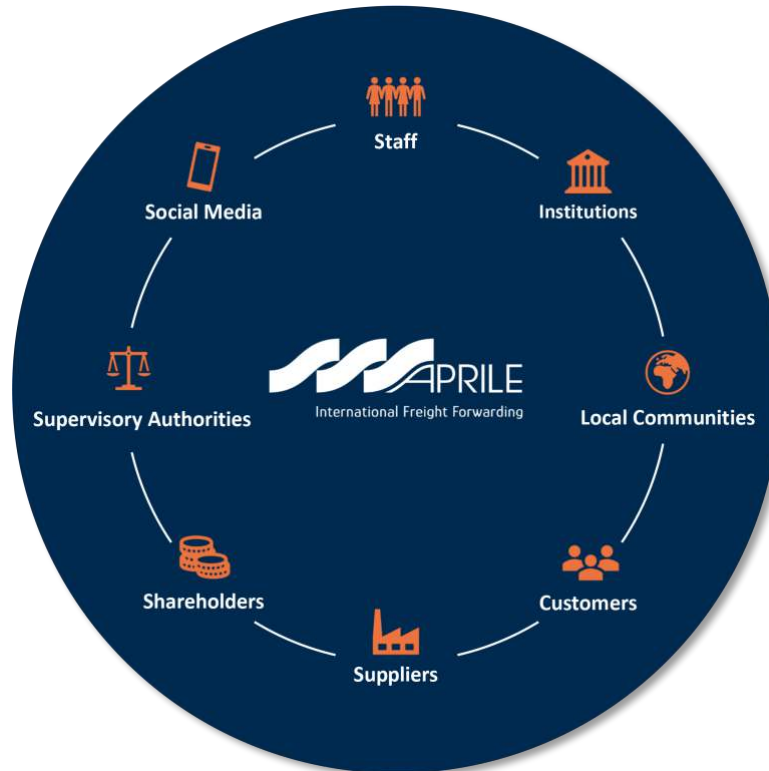 Staff
Social Media
Institutions
APRILE
International Freight Forwarding
Supervisory Authorities
Local Communities
Shareholders
Customers
Suppliers